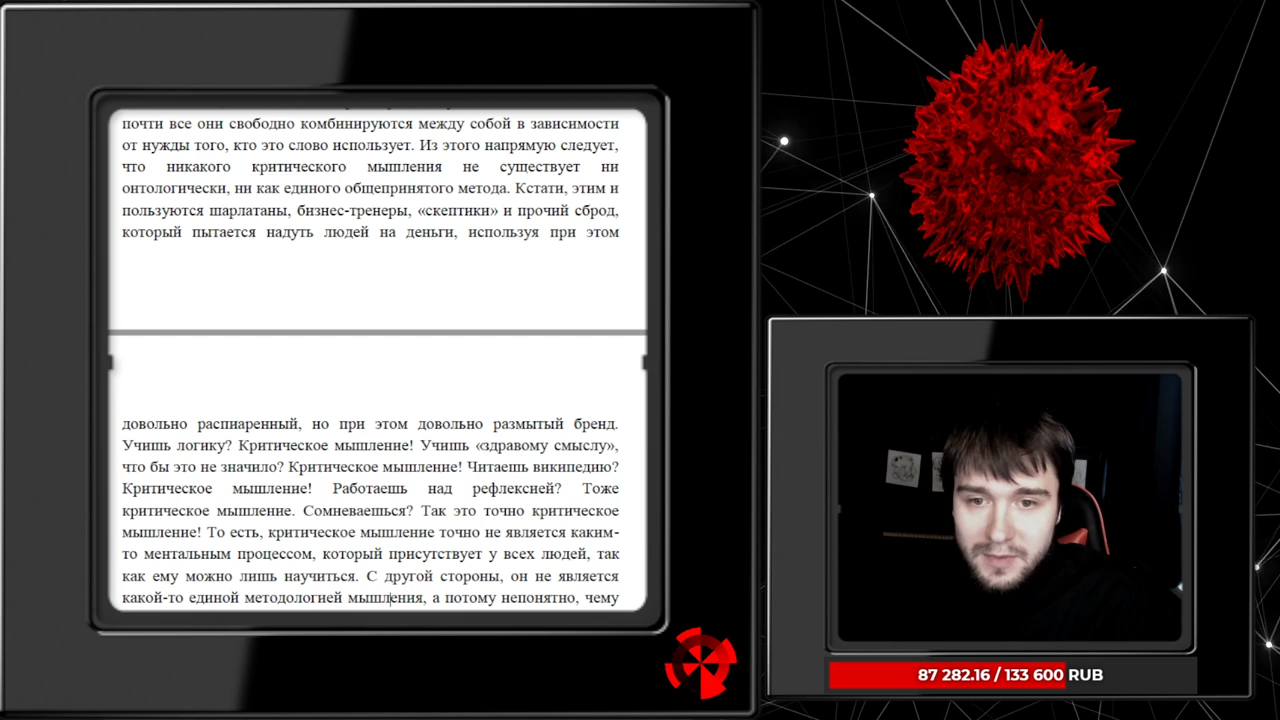 почти все они свободно комбинируются между собой в зависимости
от нужды того, кто это слово использует. Из этого напрямую следует,
что никакого критического мышления не существует ни
онтологически, ни как единого общепринятого метода. Кстати, этим и
пользуются шарлатаны, бизнес-тренеры, «скептики» и прочий сброд,
который пытается надуть людей на деньги, используя при этом
довольно распиаренный, но при этом довольно размытый бренд.
Учишь логику? Критическое мышление! Учишь «здравому смыслу»,
что бы это не значило? Критическое мышление! Читаешь википедию?
Критическое мышление! Работаешь над рефлексией? Тоже
критическое мышление. Сомневаешься? Так это точно критическое
мышление! То есть, критическое мышление точно не является каким-
то ментальным процессом, который присутствует у всех людей, так
как ему можно лишь научиться. С другой стороны, он не является
какой-то единой методологией мышления, а потому непонятно, чему
87 282.16 / 133 600 RUB